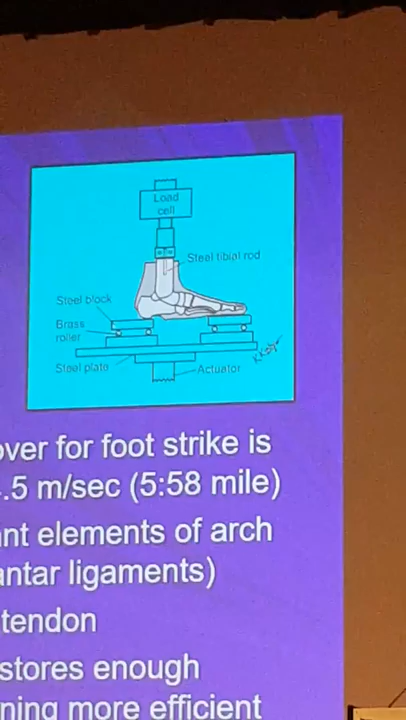 Load
cell
Steel tibial rod
Steel block
Brass
roller
Steel plate
Actuator
over for foot strike is
.5 m/sec (5:58 mile)
nt elements of arch
antar ligaments)
tendon
stores enough
ning more efficient